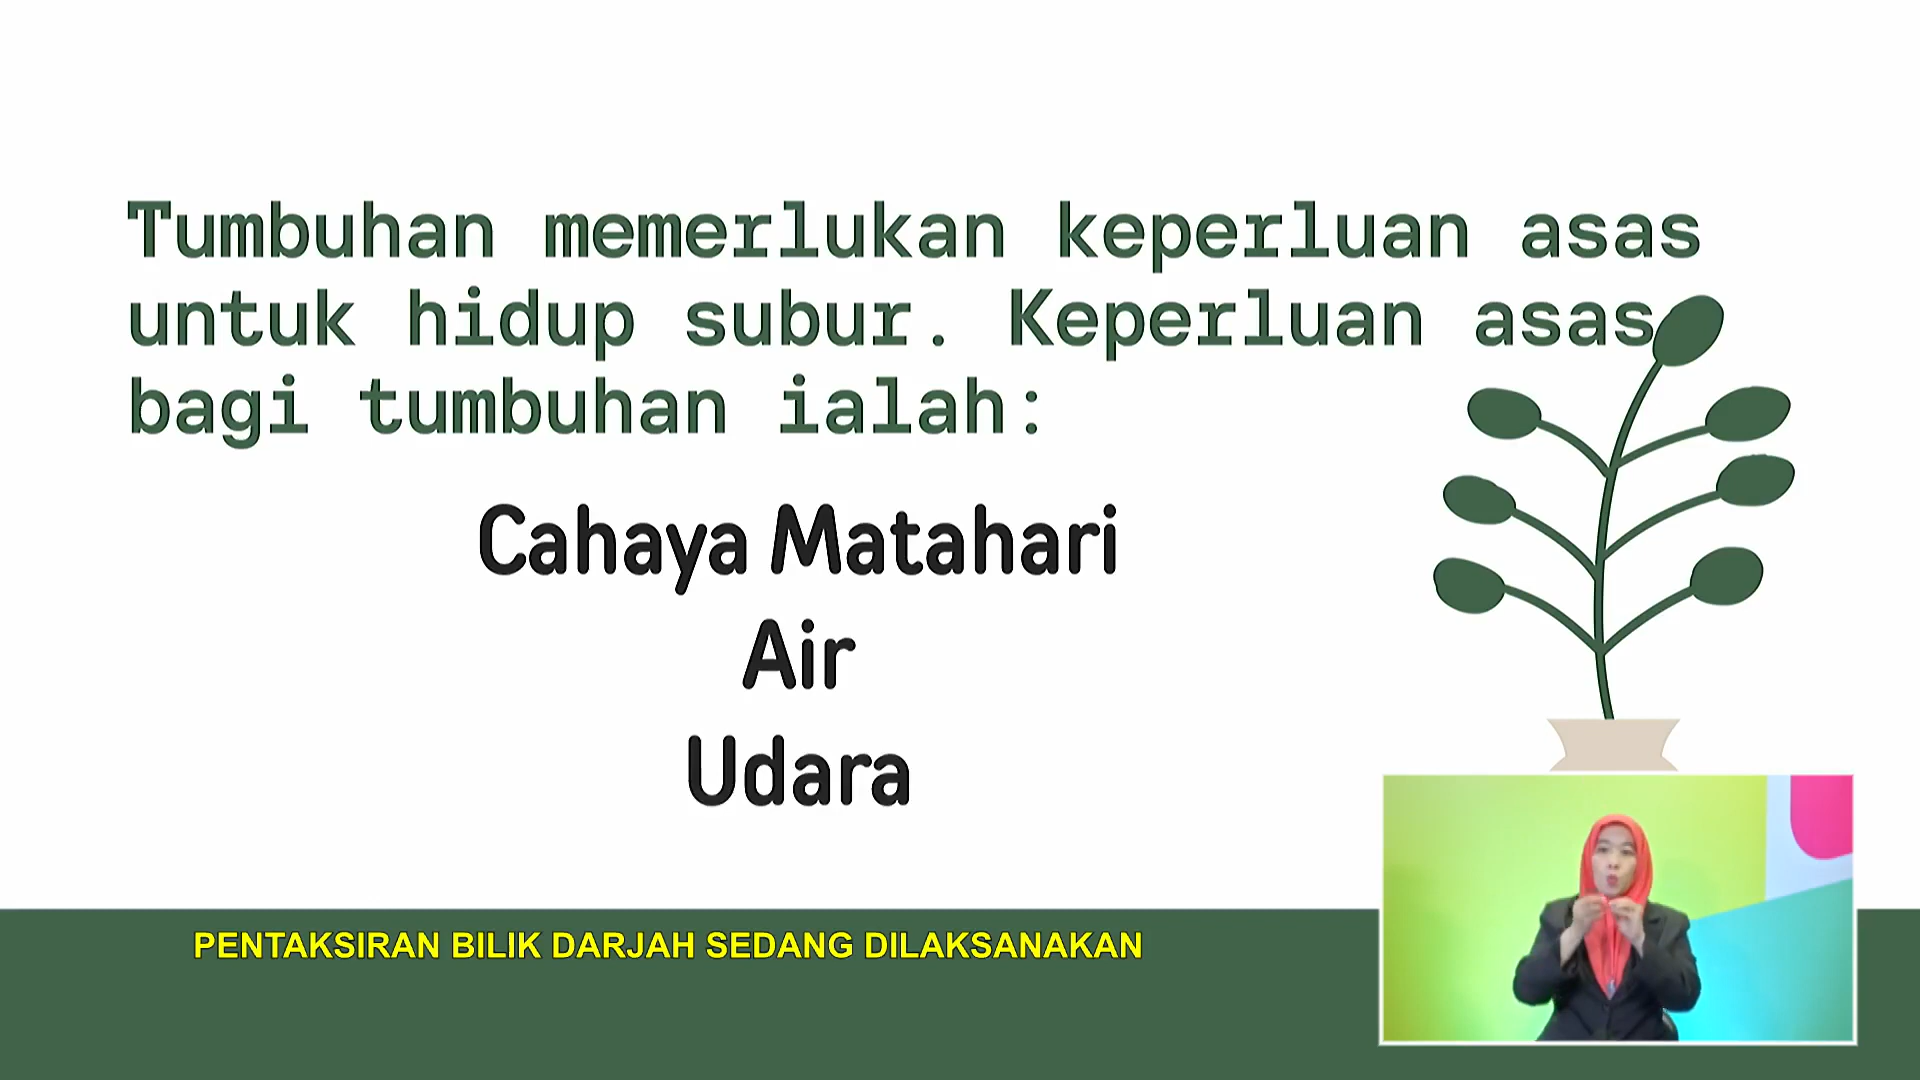 Tumbuhan memerlukan keperluan asas
untuk hidup subur. Keperluan asas
bagi tumbuhan ialah:
Cahaya Matahari
Air
Udara
PENTAKSIRAN BILIK DARJAH SEDANG DILAKSANAKAN